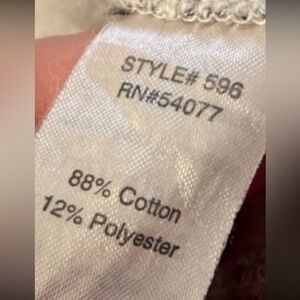 STYLE# 596
RN#54077
88% Cotton
12% Polyester